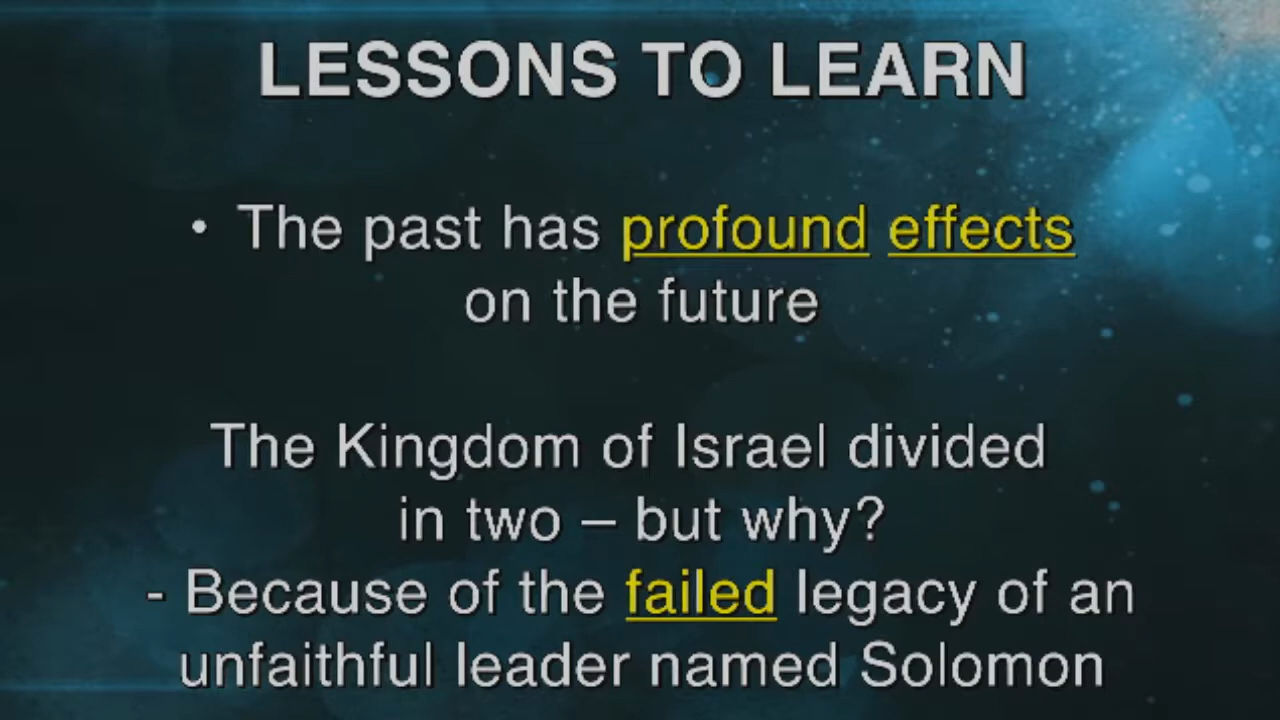 LESSONS TO LEARN
• The past has profound effects
on the future
The Kingdom of Israel divided
in two – but why?
- Because of the failed legacy of an
unfaithful leader named Solomon